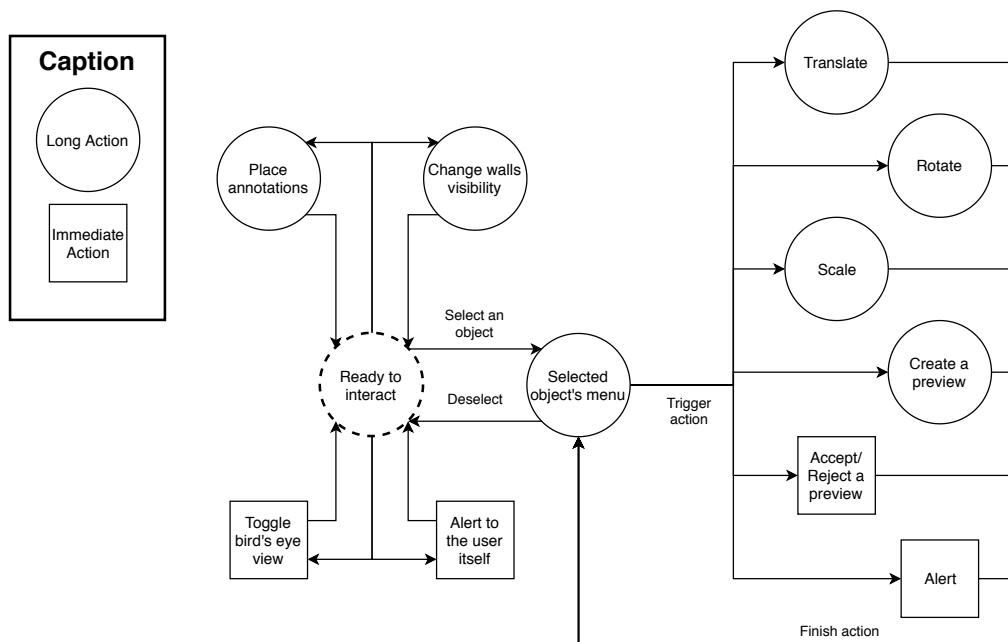 Caption
Long Action
Immediate
Action
Place
annotations
Change walls
visibility
Ready to
interact
Select an
object
Deselect
Selected
object's menu
Toggle
bird's eye
view
Alert to
the user
itself
Trigger
action
Translate
Rotate
Scale
Create a
preview
Accept/
Reject a
preview
Alert
Finish action